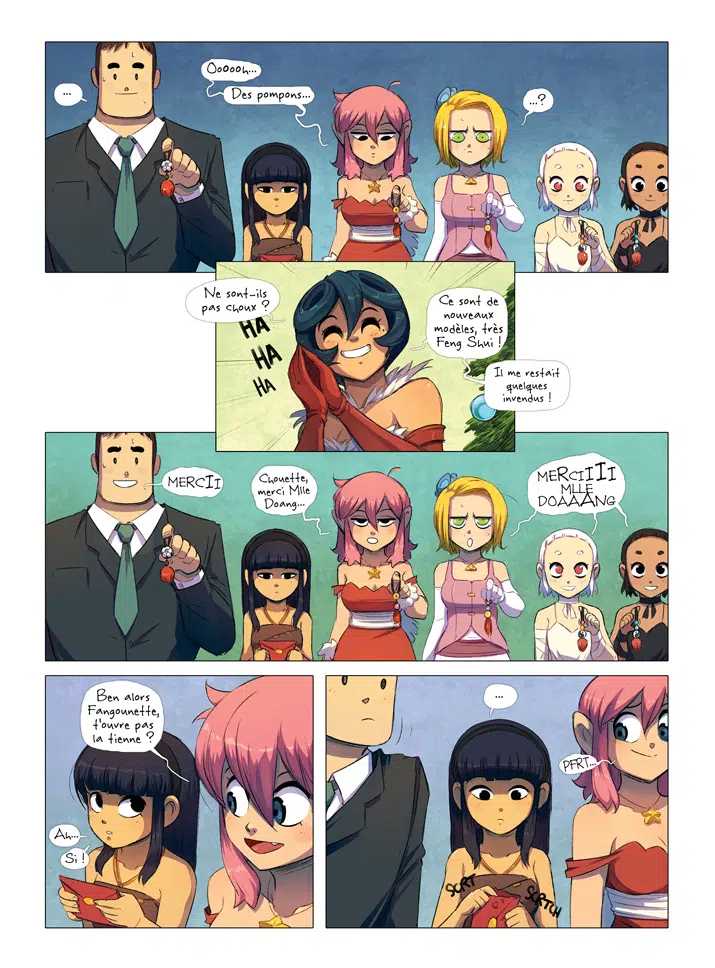 ...
Oooooh...
Des pompons...
...?
Ne sont-ils
pas choux ?
HA
HA
HA
Ce sont de
nouveaux
modèles, très
Feng Shui !
Il me restait
quelques
invendus !
MERCII
Chouette,
merci Mlle
Doang...
MERCIIII
MLLE
DOAAANG
Ben alors
Fangounette,
t'ouvre pas
la tienne ?
Ah...
Si !
...
PFRT...
SCRT
SCRTCH